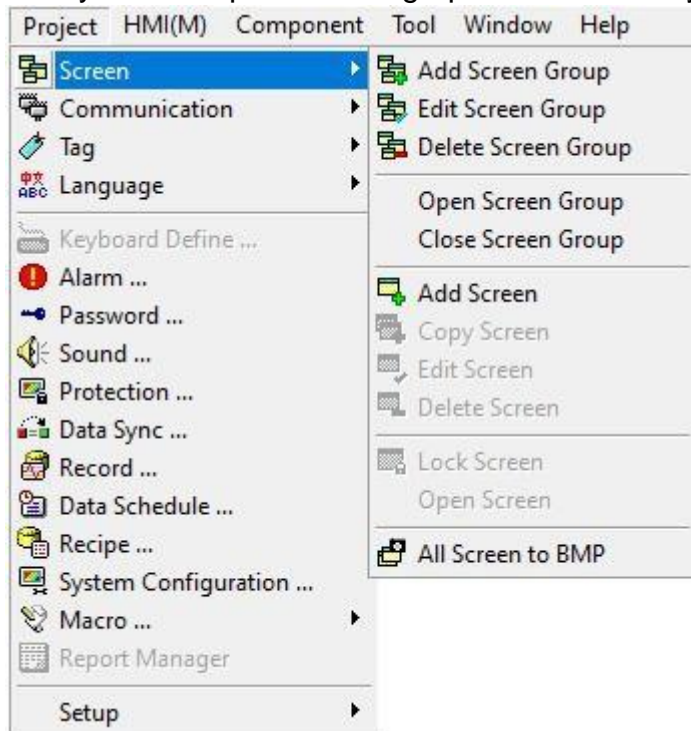 Project HMI(M) Component Tool Window Help
Screen
Communication
Tag
中文 ABC Language
Keyboard Define ...
Alarm ...
Password ...
Sound ...
Protection ...
Data Sync ...
Record ...
Data Schedule ...
Recipe ...
System Configuration ...
Macro ...
Report Manager
Setup
Add Screen Group
Edit Screen Group
Delete Screen Group
Open Screen Group
Close Screen Group
Add Screen
Copy Screen
Edit Screen
Delete Screen
Lock Screen
Open Screen
All Screen to BMP